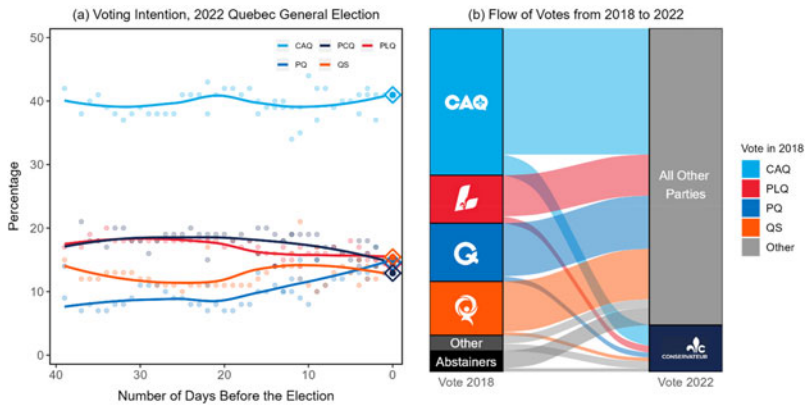 (a) Voting Intention, 2022 Quebec General Election
CAQ PCQ PLQ
PQ QS
Percentage
50
40
30
20
10
0
40 30 20 10 0
Number of Days Before the Election
(b) Flow of Votes from 2018 to 2022
CAQ
Other
Abstainers
All Other
Parties
C
CONSERVATEUR
Vote 2018 Vote 2022
Vote in 2018
CAQ
PLQ
PQ
QS
Other